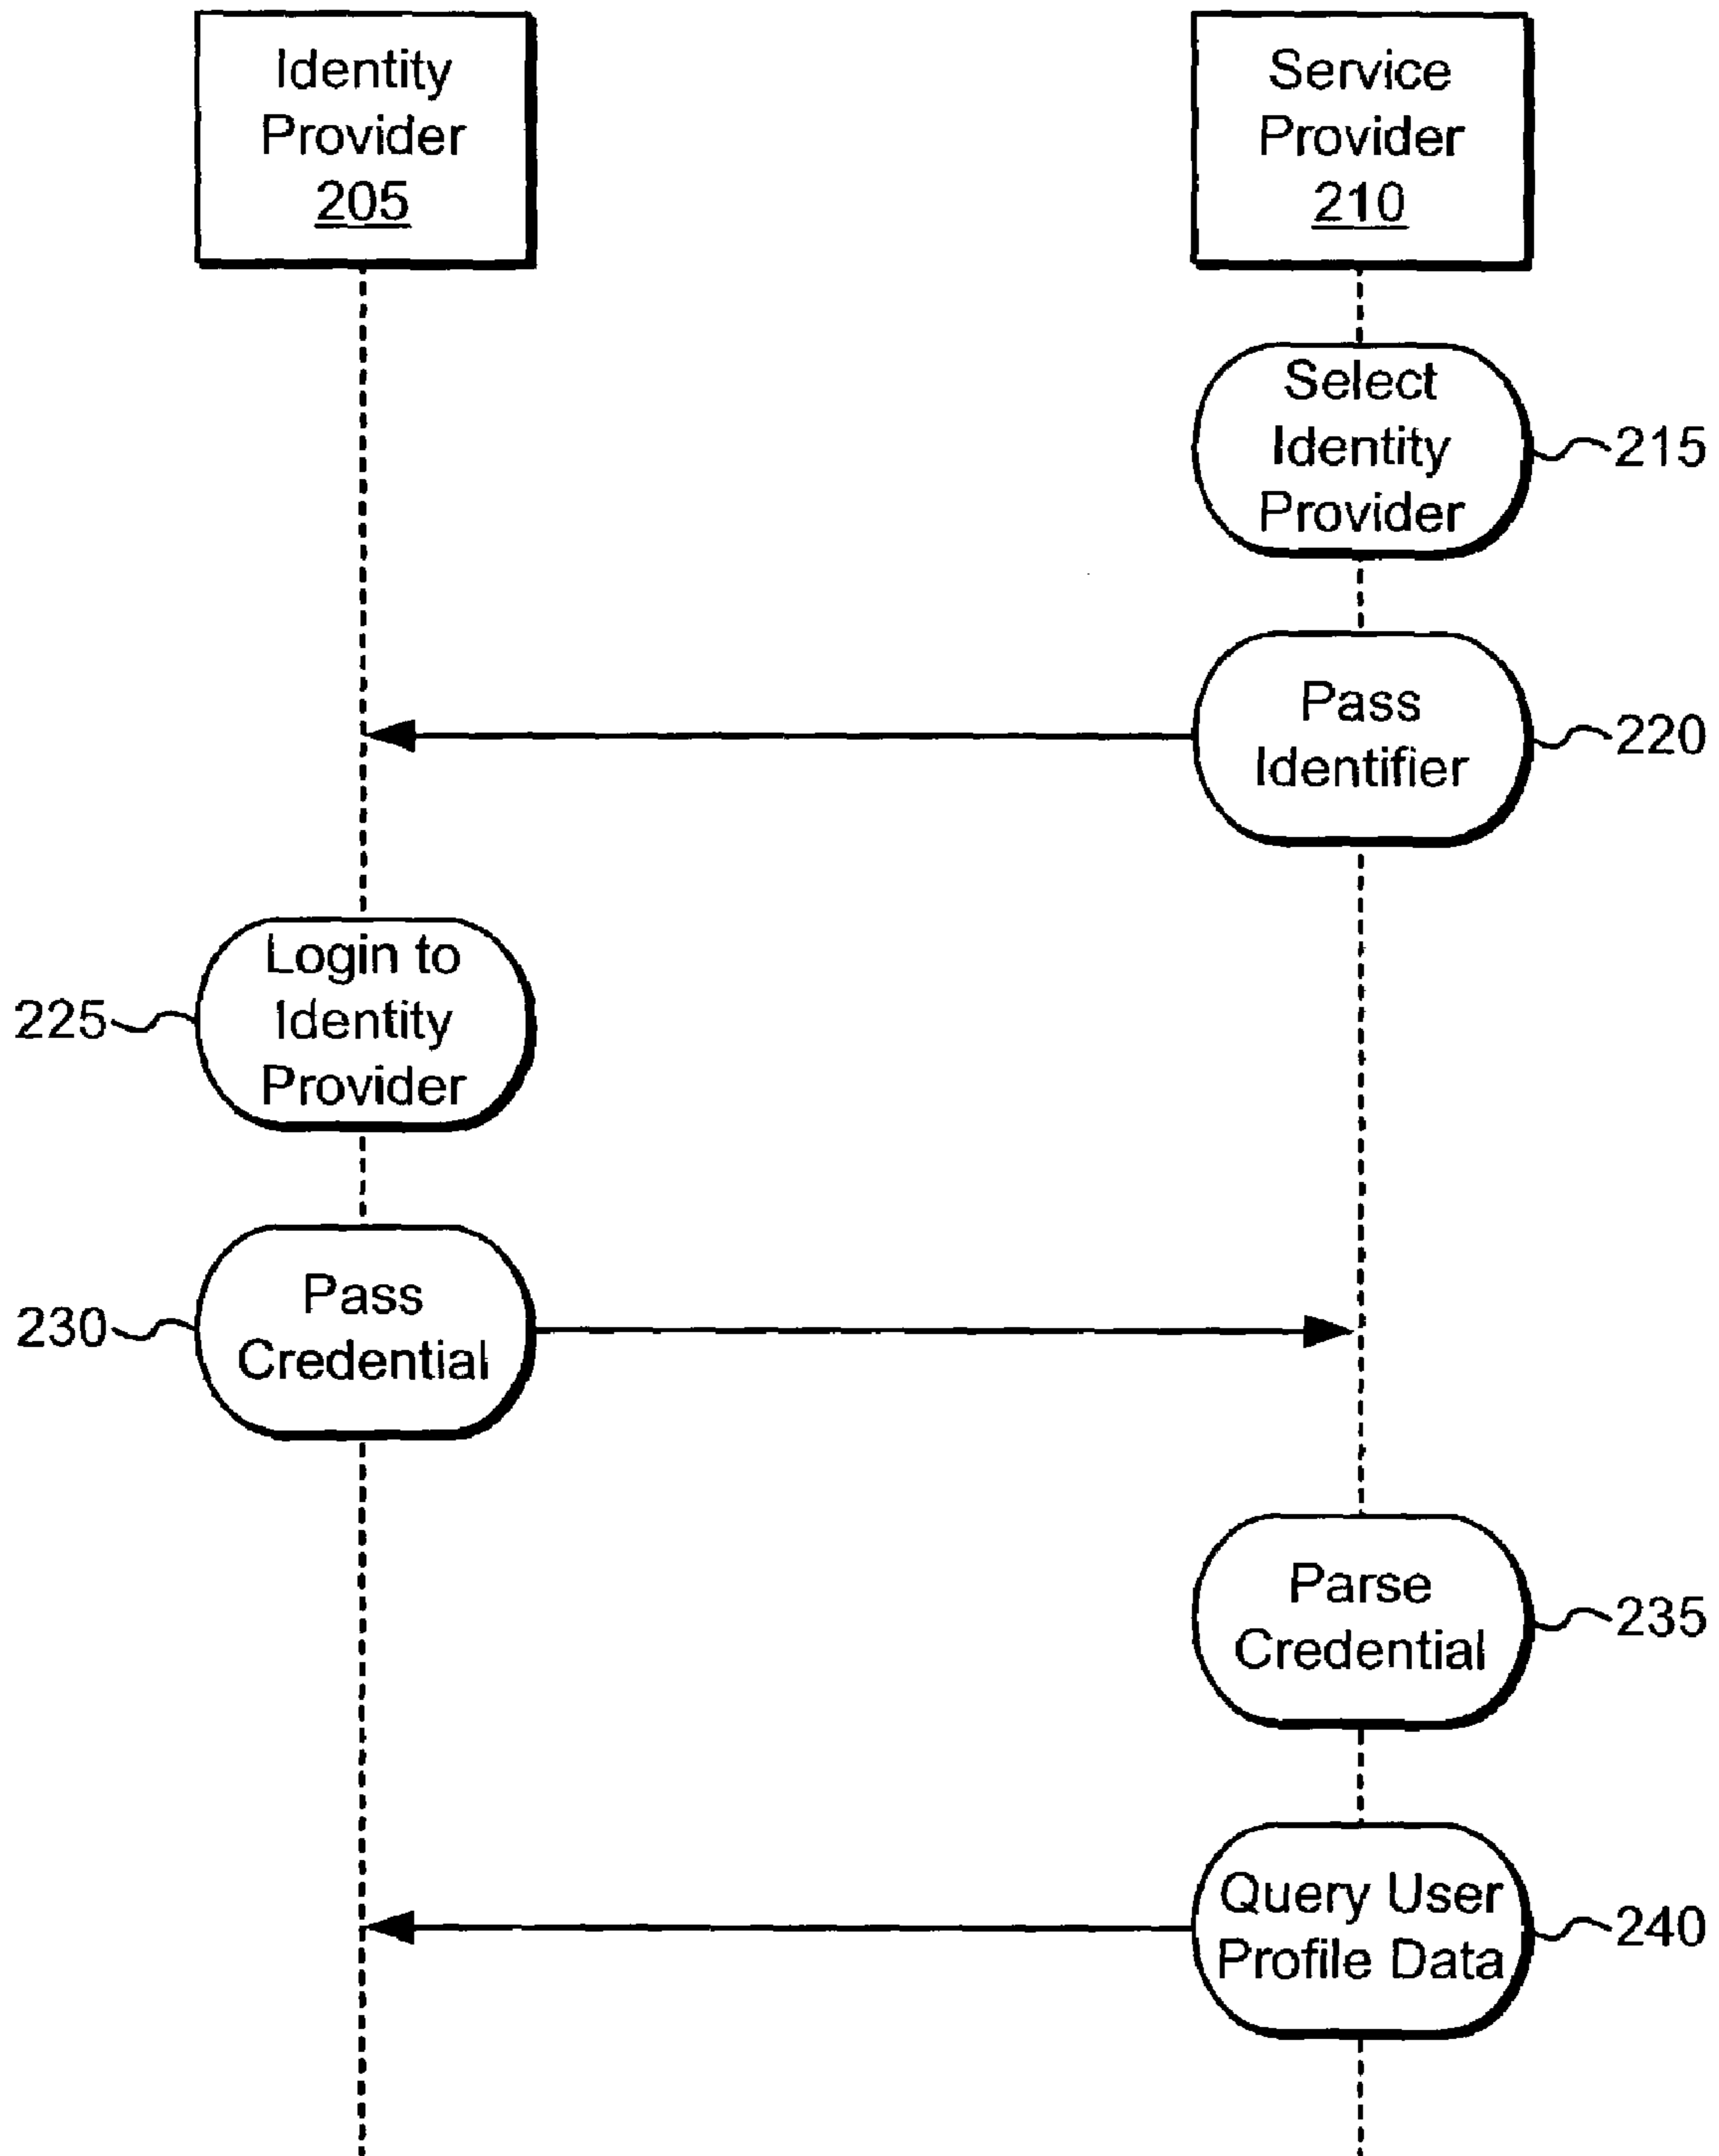 Identity
Provider
205
Service
Provider
210
Select
Identity
Provider
215
Pass
Identifier
220
Login to
Identity
Provider
225
Pass
Credential
230
Parse
Credential
235
Query User
Profile Data
240